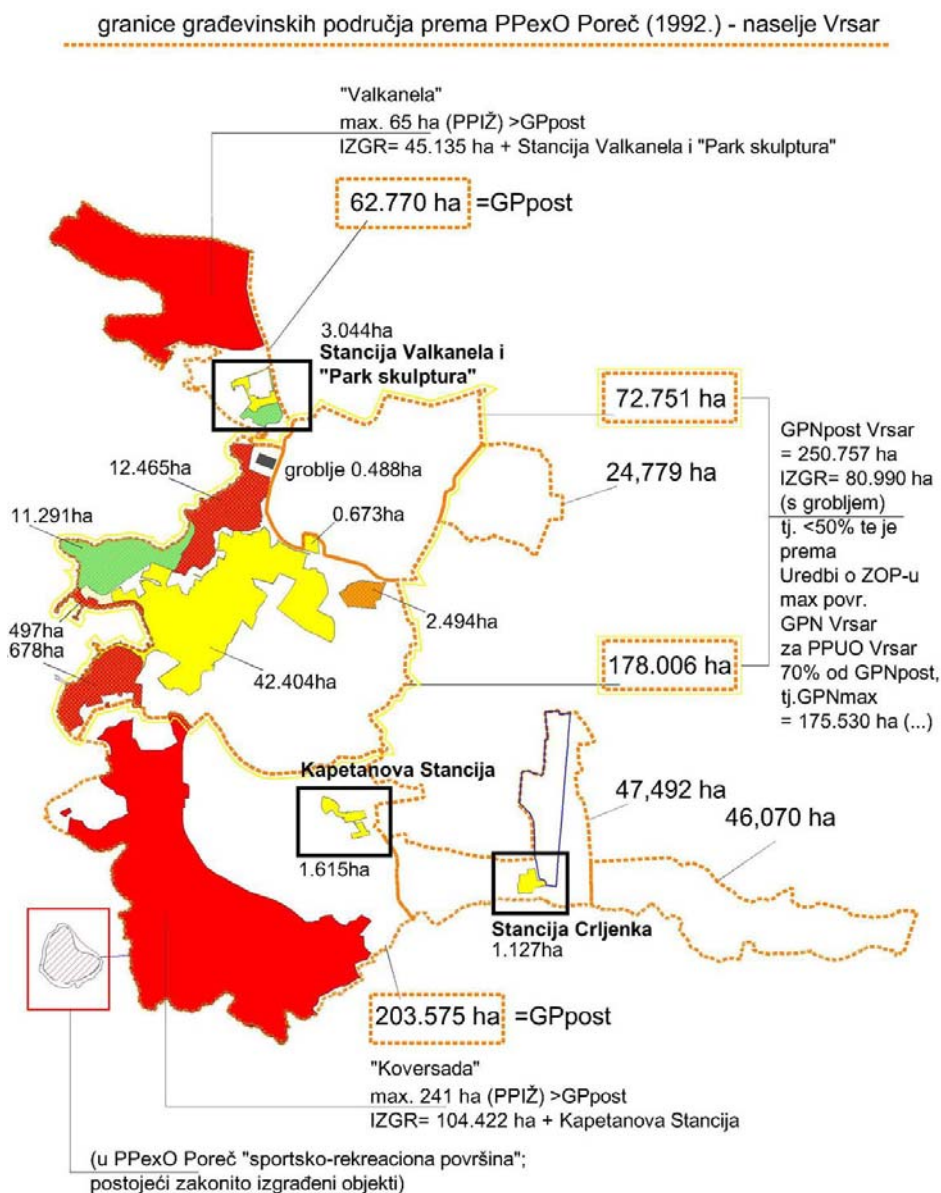 granice građevinskih područja prema PPexO Poreč (1992.) - naselje Vrsar
"Valkanela"
max. 65 ha (PPIŽ) >GPpost
IZGR= 45.135 ha + Stancija Valkanela i "Park skulptura"
62.770 ha =GPpost
3.044ha
Stancija Valkanela i
"Park skulptura"
72.751 ha
GPNpost Vrsar
= 250.757 ha
IZGR= 80.990 ha
(s grobljem)
tj. <50% te je
prema
Uredbi o ZOP-u
max povr.
GPN Vrsar
za PPUO Vrsar
70% od GPNpost,
tj.GPNmax
= 175.530 ha (...)
12.465ha
groblje 0.488ha
24,779 ha
0.673ha
11.291ha
2.494ha
497ha
678ha
42.404ha
178.006 ha
Kapetanova Stancija
1.615ha
47,492 ha
46,070 ha
Stancija Crljenka
1.127ha
203.575 ha =GPpost
"Koversada"
max. 241 ha (PPIŽ) >GPpost
IZGR= 104.422 ha + Kapetanova Stancija
(u PPexO Poreč "sportsko-rekreaciona površina";
postojeći zakonito izgrađeni objekti)